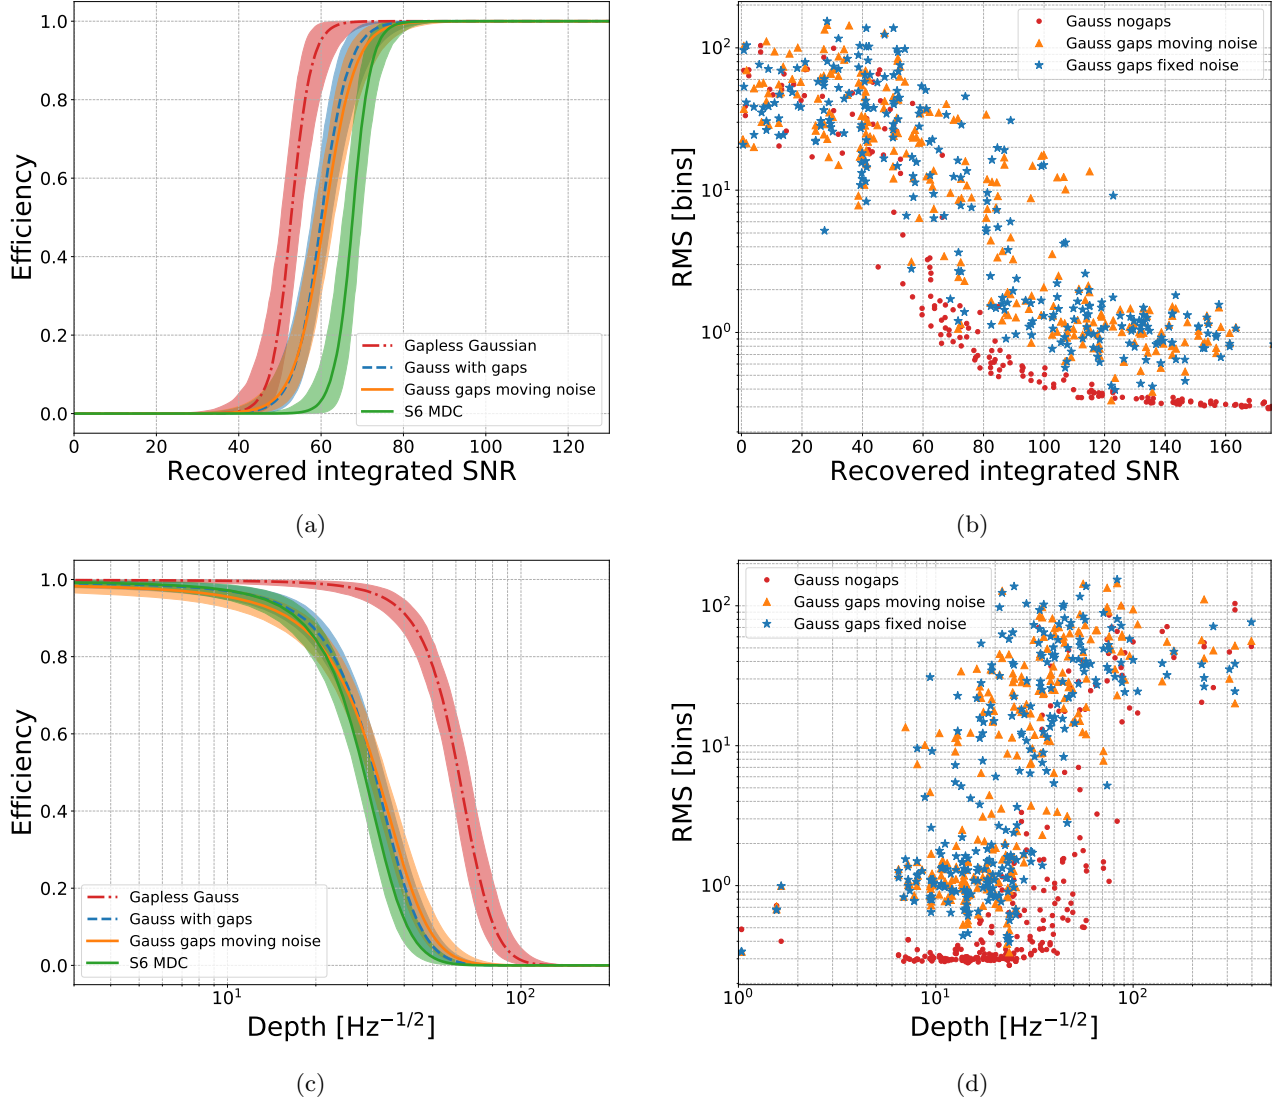 1.0
0.8
0.6
0.4
0.2
0.0
Efficiency
Gapless Gaussian
Gauss with gaps
Gauss gaps moving noise
S6 MDC
0 20 40 60 80 100 120
Recovered integrated SNR
(a)
10²
10¹
10⁰
RMS [bins]
Gauss nogaps
Gauss gaps moving noise
Gauss gaps fixed noise
0 20 40 60 80 100 120 140 160
Recovered integrated SNR
(b)
1.0
0.8
0.6
0.4
0.2
0.0
Efficiency
Gapless Gauss
Gauss with gaps
Gauss gaps moving noise
S6 MDC
10¹ 10²
Depth [Hz⁻¹/²]
(c)
10²
10¹
10⁰
RMS [bins]
Gauss nogaps
Gauss gaps moving noise
Gauss gaps fixed noise
10⁰ 10¹ 10²
Depth [Hz⁻¹/²]
(d)